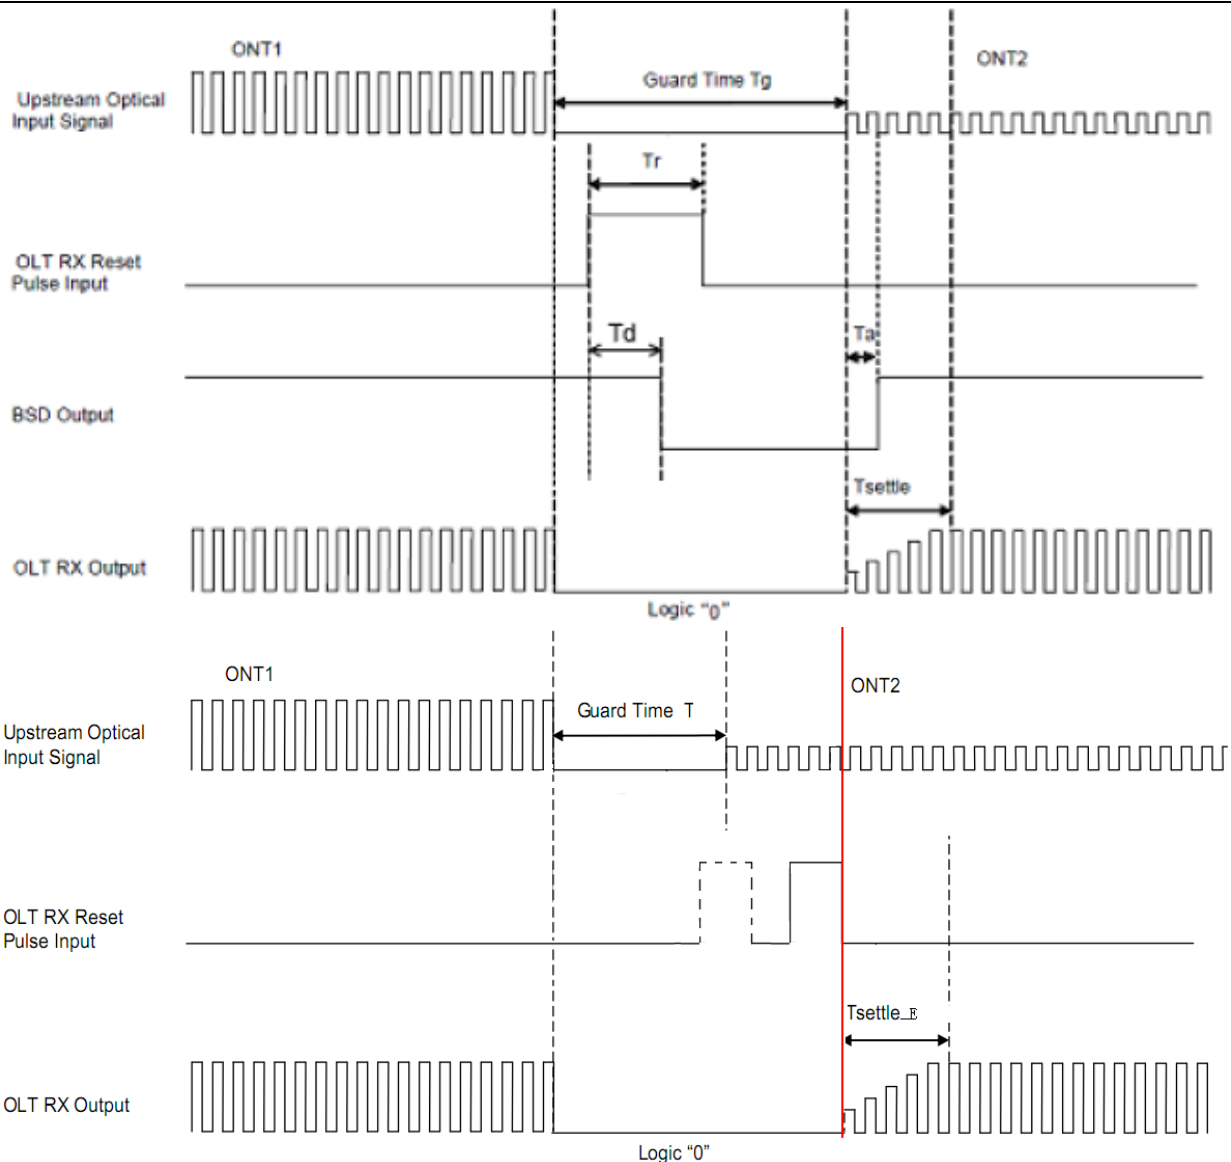 ONT1
ONT2
Guard Time Tg
Upstream Optical
Input Signal
Tr
OLT RX Reset
Pulse Input
Td
Ta
BSD Output
Tsettle
OLT RX Output
Logic “0”
ONT1
ONT2
Guard Time T
Upstream Optical
Input Signal
OLT RX Reset
Pulse Input
Tsettle_E
OLT RX Output
Logic “0”